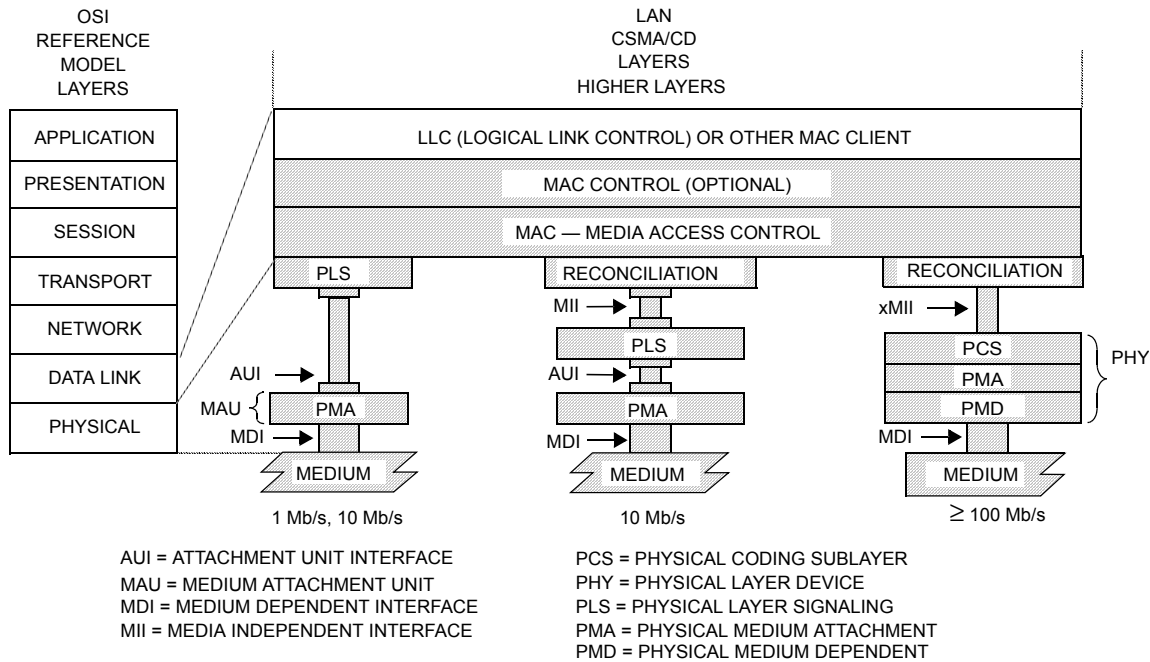 OSI
REFERENCE
MODEL
LAYERS
LAN
CSMA/CD
LAYERS
HIGHER LAYERS
APPLICATION
PRESENTATION
SESSION
TRANSPORT
NETWORK
DATA LINK
PHYSICAL
LLC (LOGICAL LINK CONTROL) OR OTHER MAC CLIENT
MAC CONTROL (OPTIONAL)
MAC — MEDIA ACCESS CONTROL
PLS
AUI
MAU
PMA
MDI
MEDIUM
1 Mb/s, 10 Mb/s
RECONCILIATION
MII
PLS
AUI
PMA
MDI
MEDIUM
10 Mb/s
RECONCILIATION
xMII
PCS
PMA
PMD
PHY
MDI
MEDIUM
≥ 100 Mb/s
AUI = ATTACHMENT UNIT INTERFACE
MAU = MEDIUM ATTACHMENT UNIT
MDI = MEDIUM DEPENDENT INTERFACE
MII = MEDIA INDEPENDENT INTERFACE
PCS = PHYSICAL CODING SUBLAYER
PHY = PHYSICAL LAYER DEVICE
PLS = PHYSICAL LAYER SIGNALING
PMA = PHYSICAL MEDIUM ATTACHMENT
PMD = PHYSICAL MEDIUM DEPENDENT